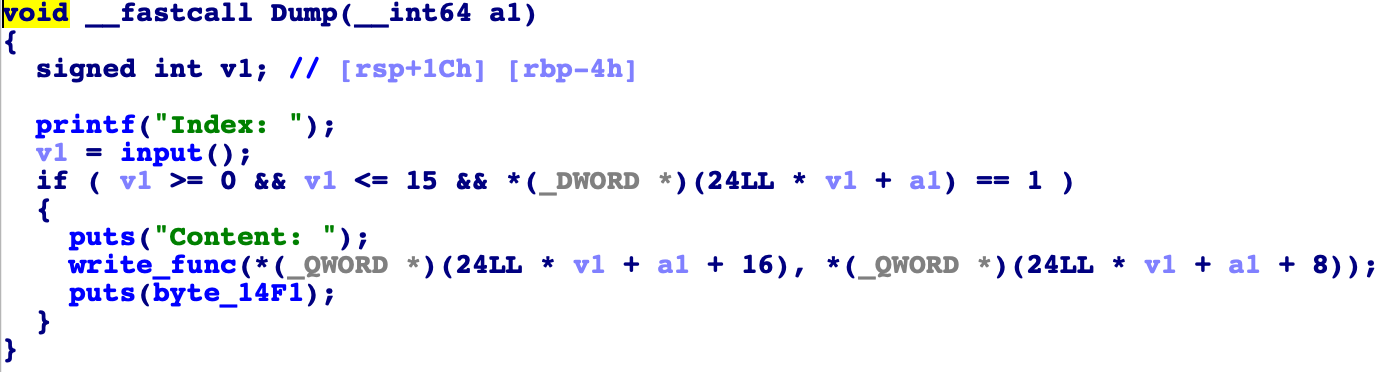 void __fastcall Dump(__int64 a1)
{
  signed int v1; // [rsp+1Ch] [rbp-4h]

  printf("Index: ");
  v1 = input();
  if ( v1 >= 0 && v1 <= 15 && *(_DWORD *)(24LL * v1 + a1) == 1 )
  {
    puts("Content: ");
    write_func(*(_QWORD *)(24LL * v1 + a1 + 16), *(_QWORD *)(24LL * v1 + a1 + 8));
    puts(byte_14F1);
  }
}